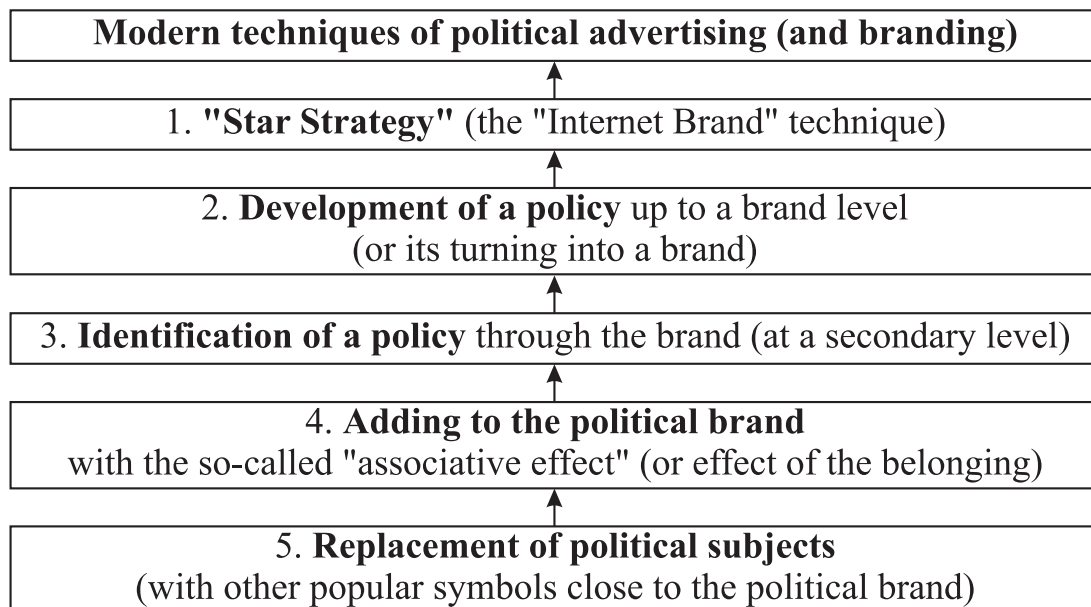 Modern techniques of political advertising (and branding)
1. "Star Strategy" (the "Internet Brand" technique)
2. Development of a policy up to a brand level
(or its turning into a brand)
3. Identification of a policy through the brand (at a secondary level)
4. Adding to the political brand
with the so-called "associative effect" (or effect of the belonging)
5. Replacement of political subjects
(with other popular symbols close to the political brand)